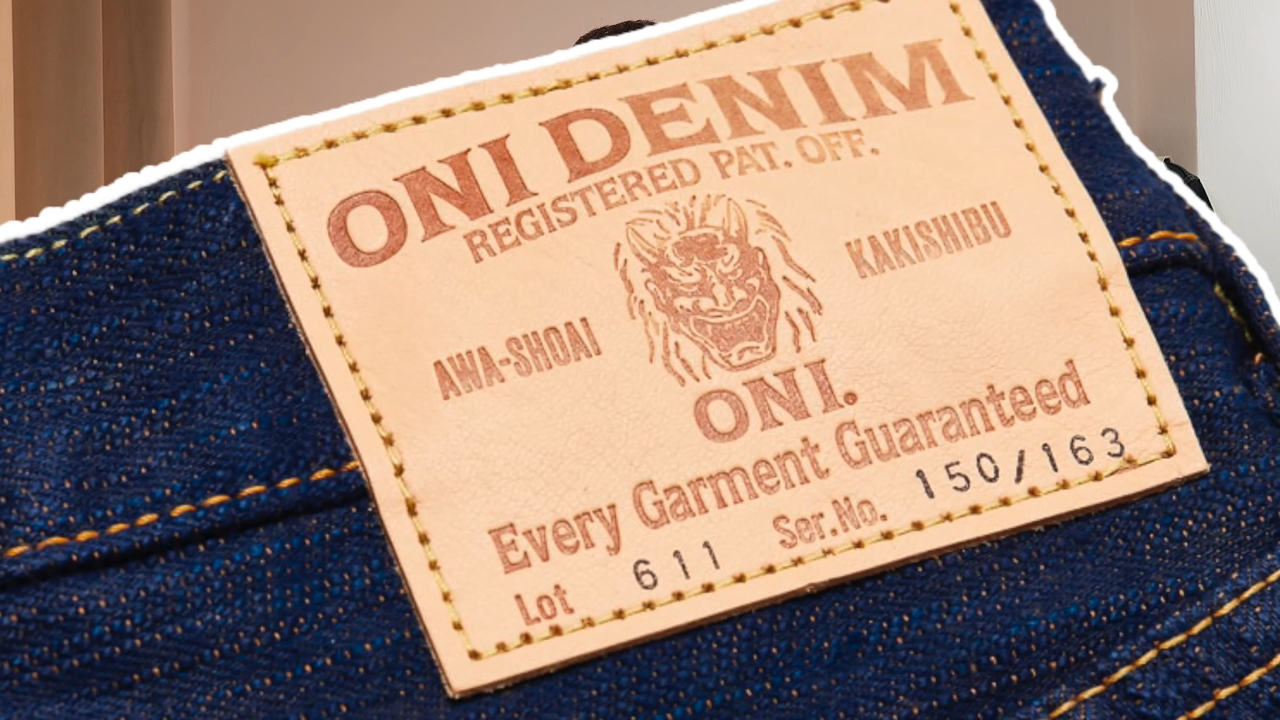 ONI DENIM
REGISTERED PAT. OFF.
AWA-SHOAI KAKISHIBU
ONI.
Every Garment Guaranteed
Lot 611 Ser.No. 150/163